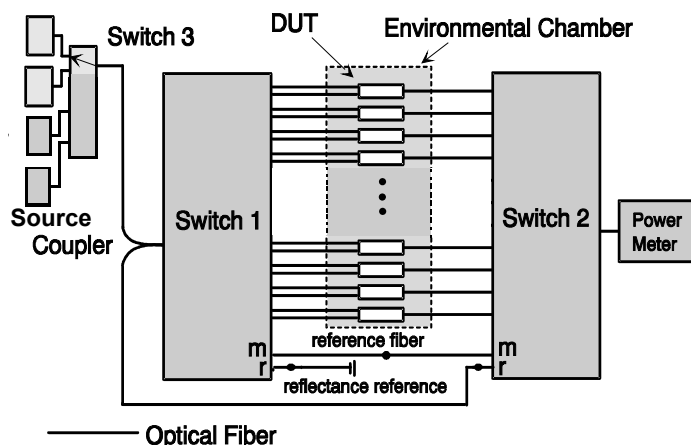 Switch 3
DUT
Environmental Chamber
Source
Coupler
Switch 1
Switch 2
Power
Meter
m
r
reference fiber
reflectance reference
m
r
Optical Fiber